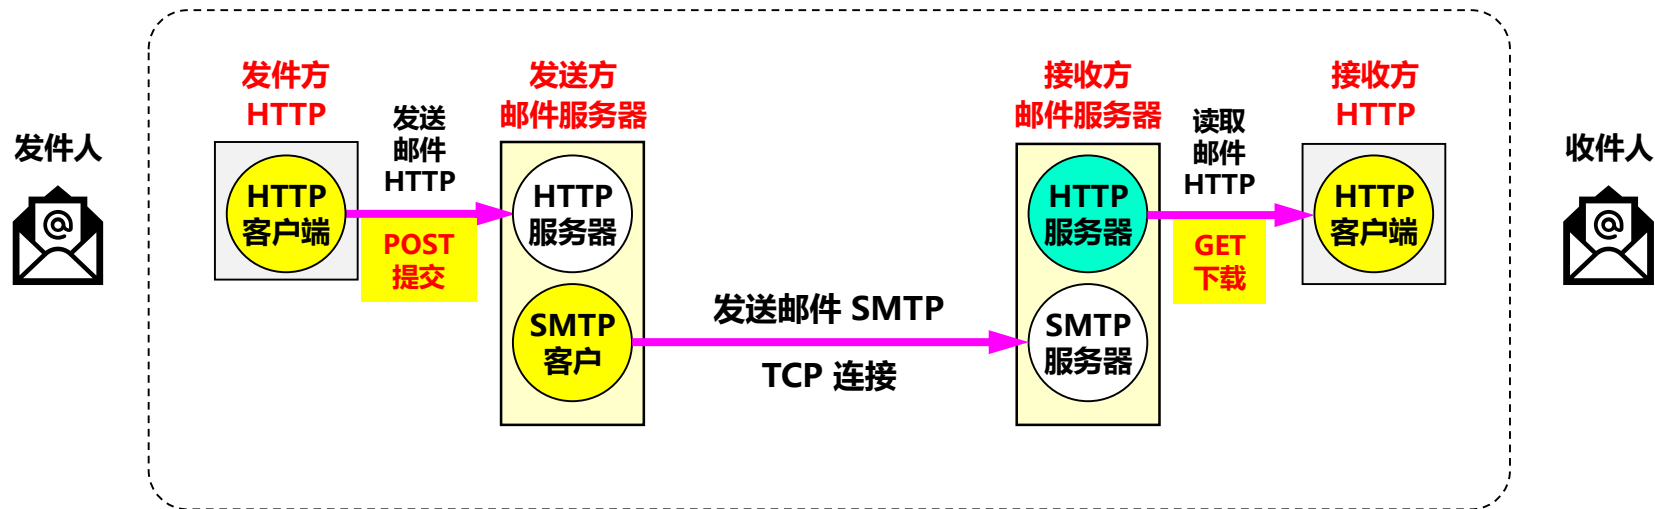 发件人
@
发件方
HTTP
HTTP
客户端
发送
邮件
HTTP
POST
提交
发送方
邮件服务器
HTTP
服务器
SMTP
客户
发送邮件 SMTP
TCP 连接
接收方
邮件服务器
HTTP
服务器
SMTP
服务器
读取
邮件
HTTP
GET
下载
接收方
HTTP
HTTP
客户端
收件人
@